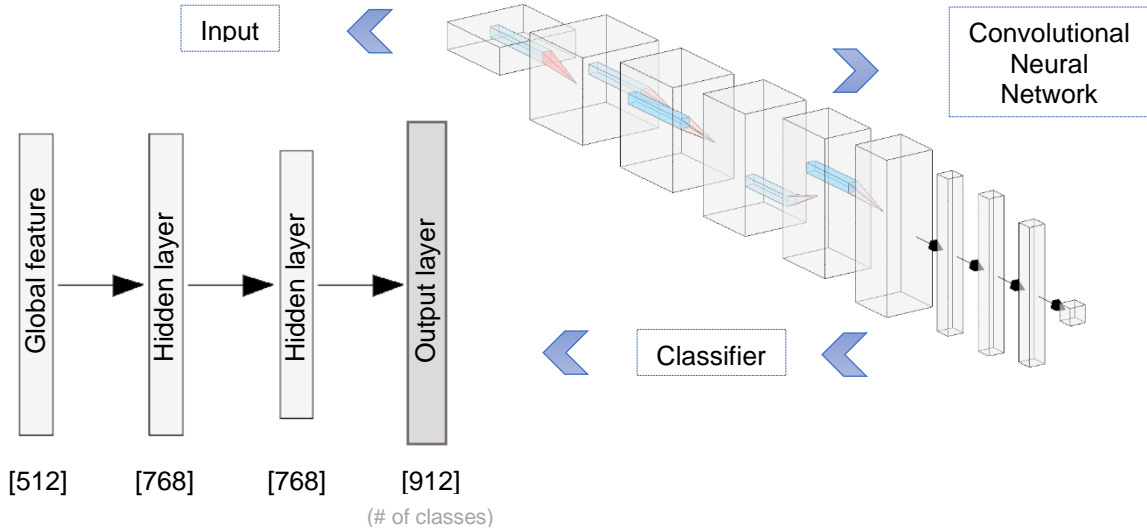 Input
Convolutional
Neural
Network
Global feature
Hidden layer
Hidden layer
Output layer
Classifier
[512]
[768]
[768]
[912]
(# of classes)